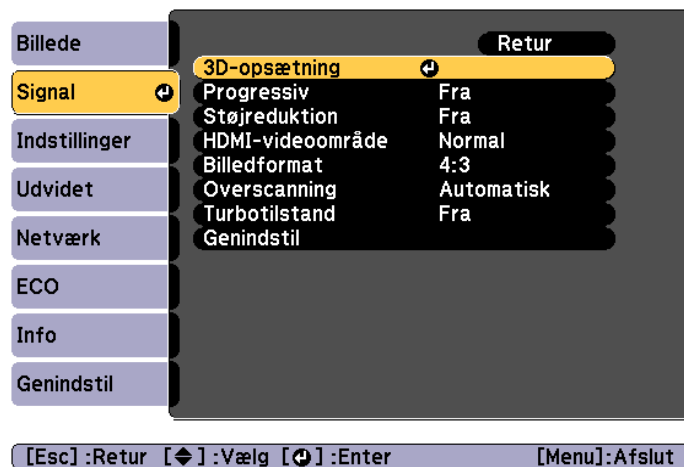 Billede
Signal
Indstillinger
Udvidet
Netværk
ECO
Info
Genindstil
Retur
3D-opsætning
Progressiv Fra
Støjreduktion Fra
HDMI-videoområde Normal
Billedformat 4:3
Overscanning Automatisk
Turbotilstand Fra
Genindstil
[Esc] :Retur [◆] :Vælg [⏎] :Enter [Menu]:Afslut